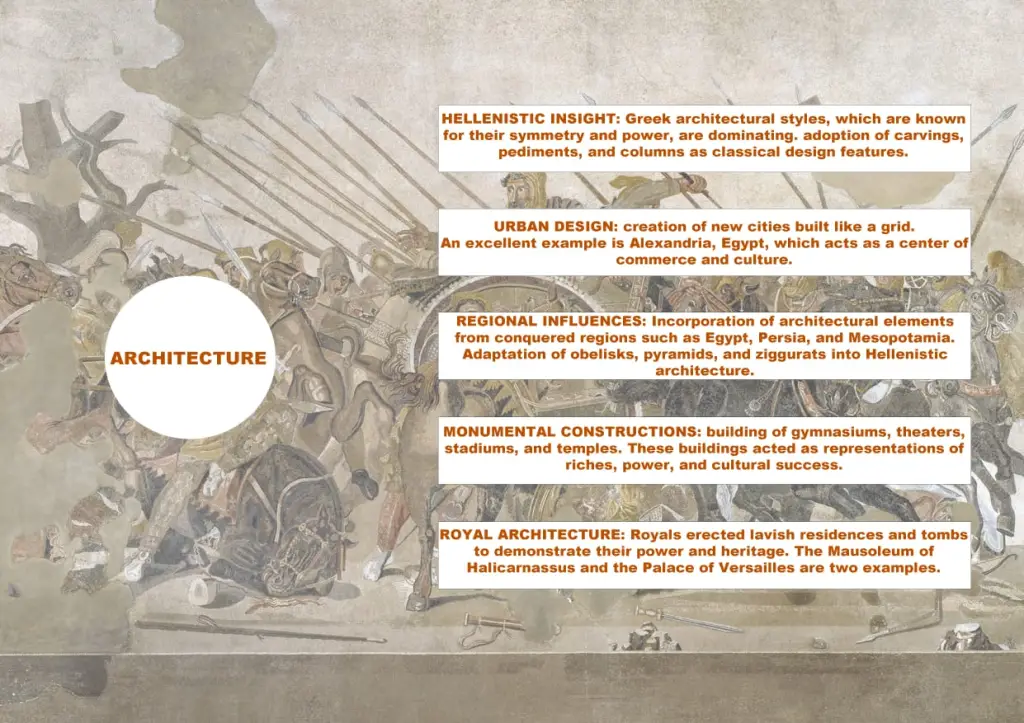 ARCHITECTURE
HELLENISTIC INSIGHT: Greek architectural styles, which are known
for their symmetry and power, are dominating. adoption of carvings,
pediments, and columns as classical design features.
URBAN DESIGN: creation of new cities built like a grid.
An excellent example is Alexandria, Egypt, which acts as a center of
commerce and culture.
REGIONAL INFLUENCES: Incorporation of architectural elements
from conquered regions such as Egypt, Persia, and Mesopotamia.
Adaptation of obelisks, pyramids, and ziggurats into Hellenistic
architecture.
MONUMENTAL CONSTRUCTIONS: building of gymnasiums, theaters,
stadiums, and temples. These buildings acted as representations of
riches, power, and cultural success.
ROYAL ARCHITECTURE: Royals erected lavish residences and tombs
to demonstrate their power and heritage. The Mausoleum of
Halicarnassus and the Palace of Versailles are two examples.